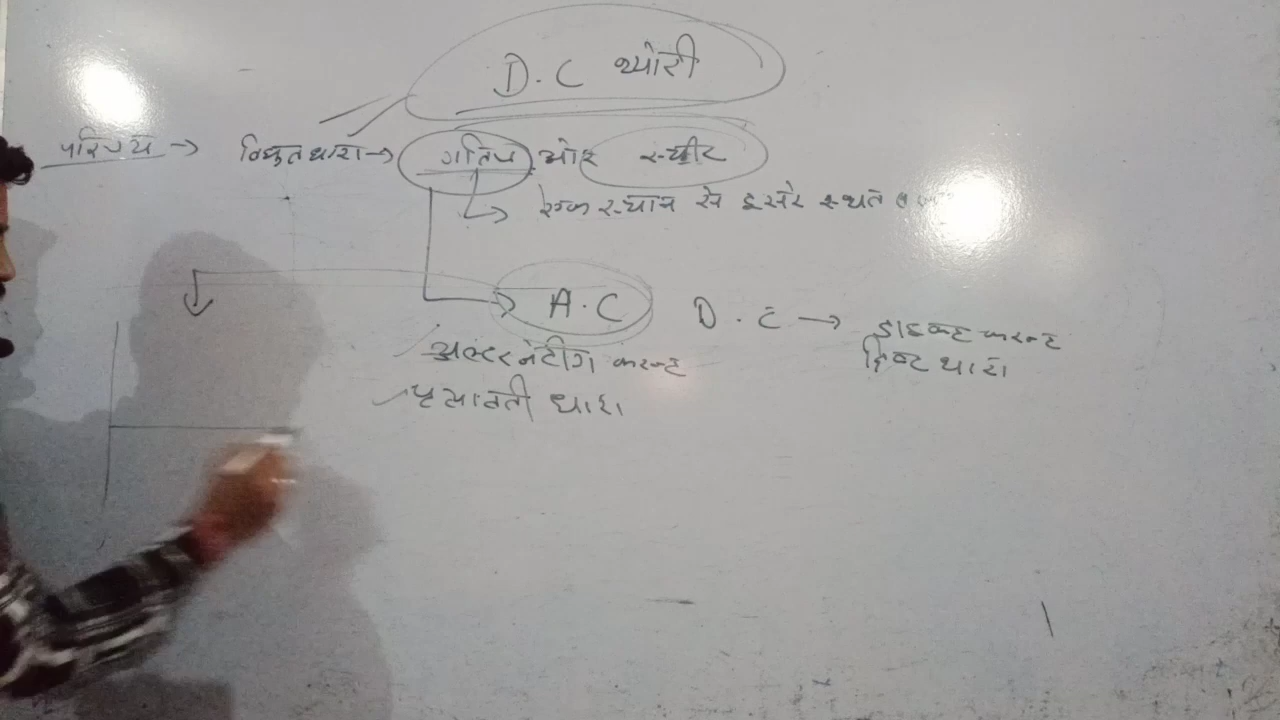 D.C थ्योरी
परिचय → विद्युत धारा → गतिज और स्थीर
→ एक स्थान से दूसरे स्थान
A.C D.C → डाइरेक्ट करन्ट
अल्टरनेटींग करन्ट दिष्ट धारा
प्रत्यावर्ती धारा